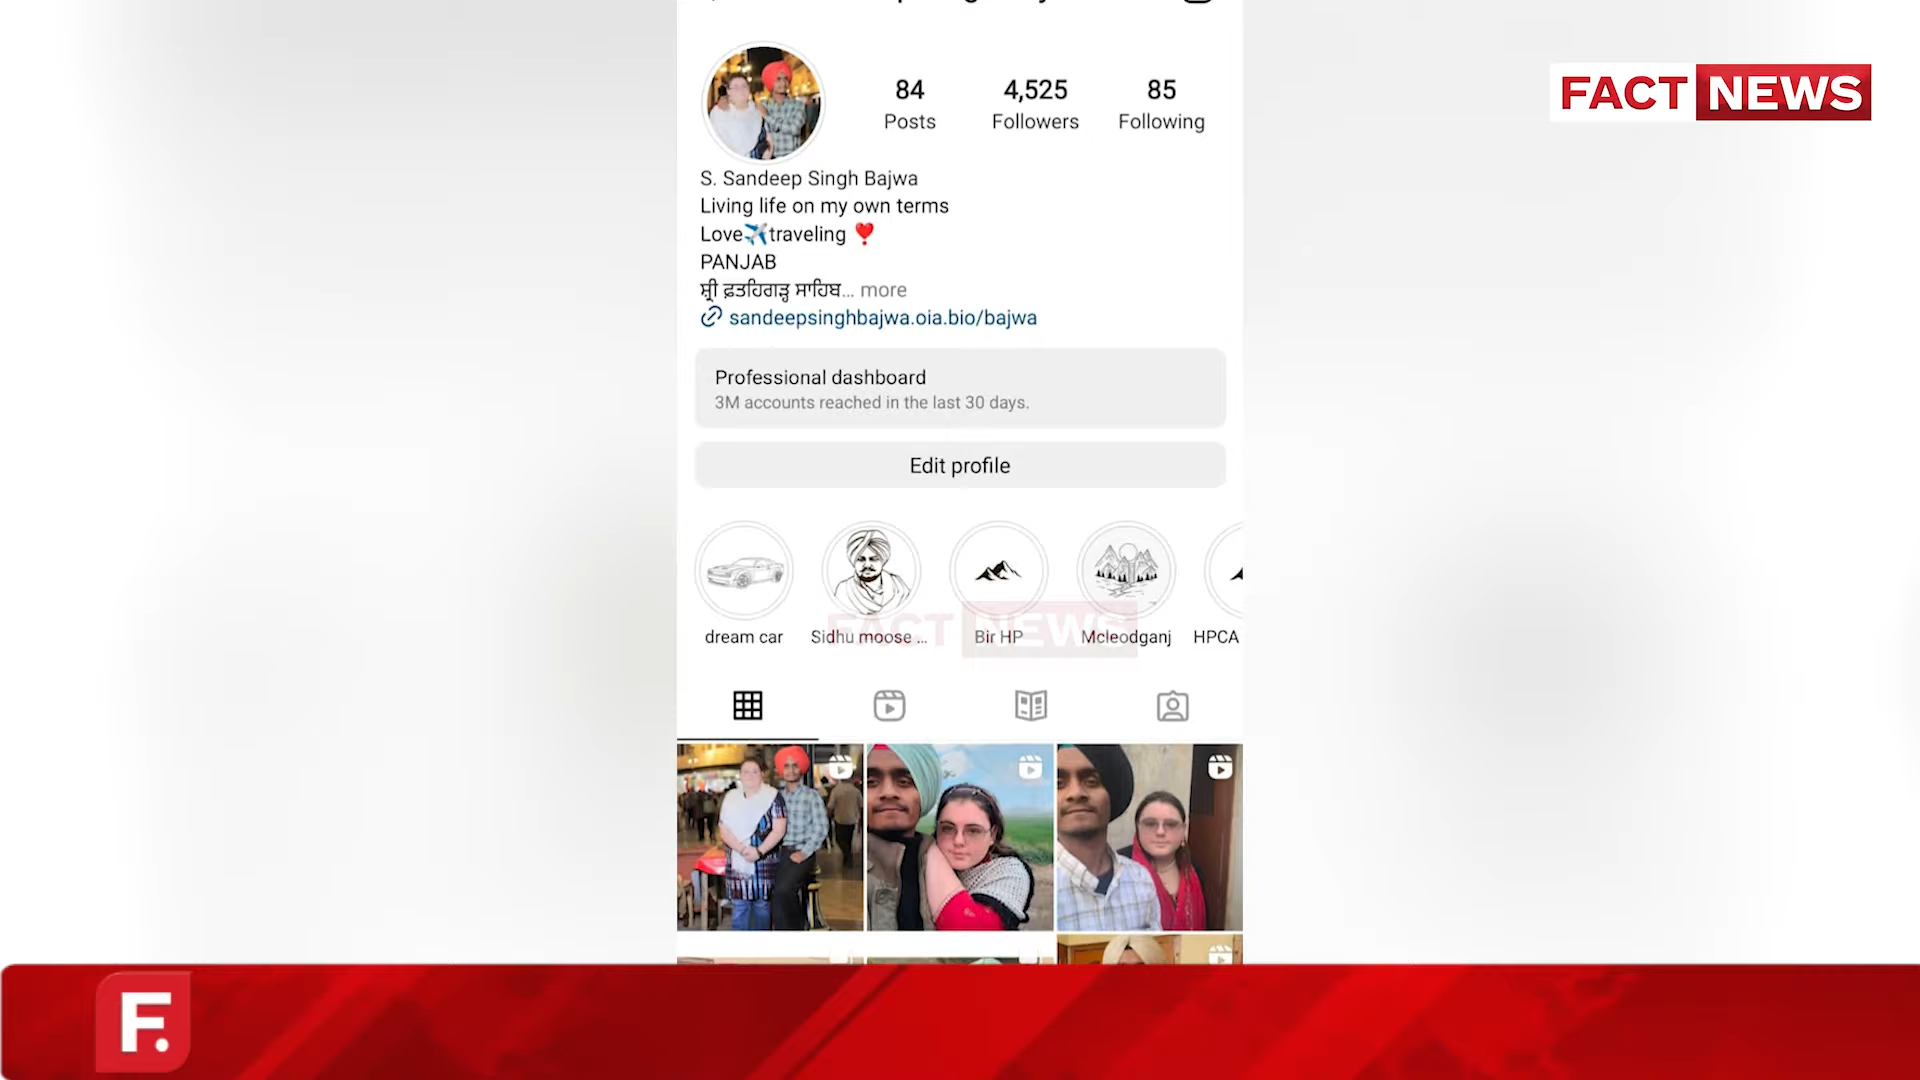 FACT NEWS
84
4,525
85
Posts
Followers
Following
S. Sandeep Singh Bajwa
Living life on my own terms
Love✈️traveling ❣️
PANJAB
ਸ਼੍ਰੀ ਫ਼ਤਹਿਗੜ੍ਹ ਸਾਹਿਬ... more
sandeepsinghbajwa.oia.bio/bajwa
Professional dashboard
3M accounts reached in the last 30 days.
Edit profile
FACT NEWS
dream car
Sidhu moose ...
Bir HP
Mcleodganj
HPCA
F.